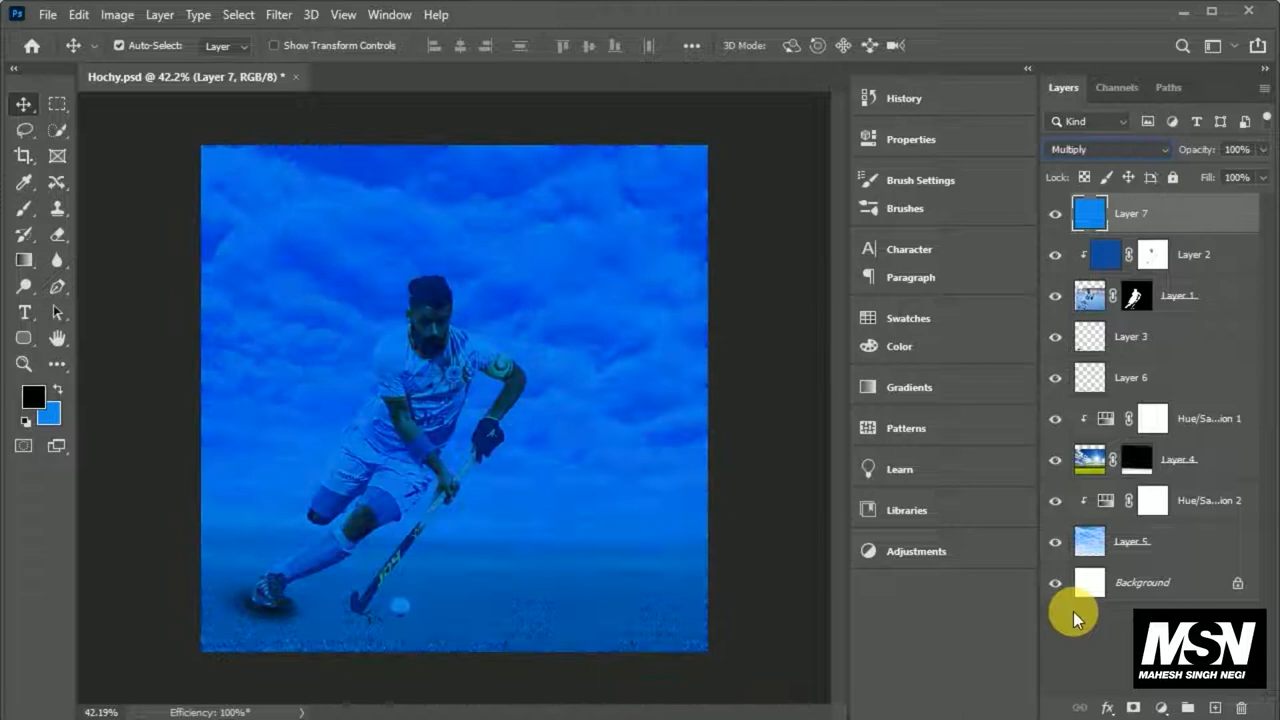 Ps File Edit Image Layer Type Select Filter 3D View Window Help
Auto-Select: Layer Show Transform Controls 3D Mode:
Hochy.psd @ 42.2% (Layer 7, RGB/8) *
History
Properties
Brush Settings
Brushes
Character
Paragraph
Swatches
Color
Gradients
Patterns
Learn
Libraries
Adjustments
Layers Channels Paths
Kind
Multiply Opacity: 100%
Lock: Fill: 100%
Layer 7
Layer 2
Layer 1
Layer 3
Layer 6
Hue/Sa...ion 1
Layer 4
Hue/Sa...ion 2
Layer 5
Background
MSN
MAHESH SINGH NEGI
42.19% Efficiency: 100%*